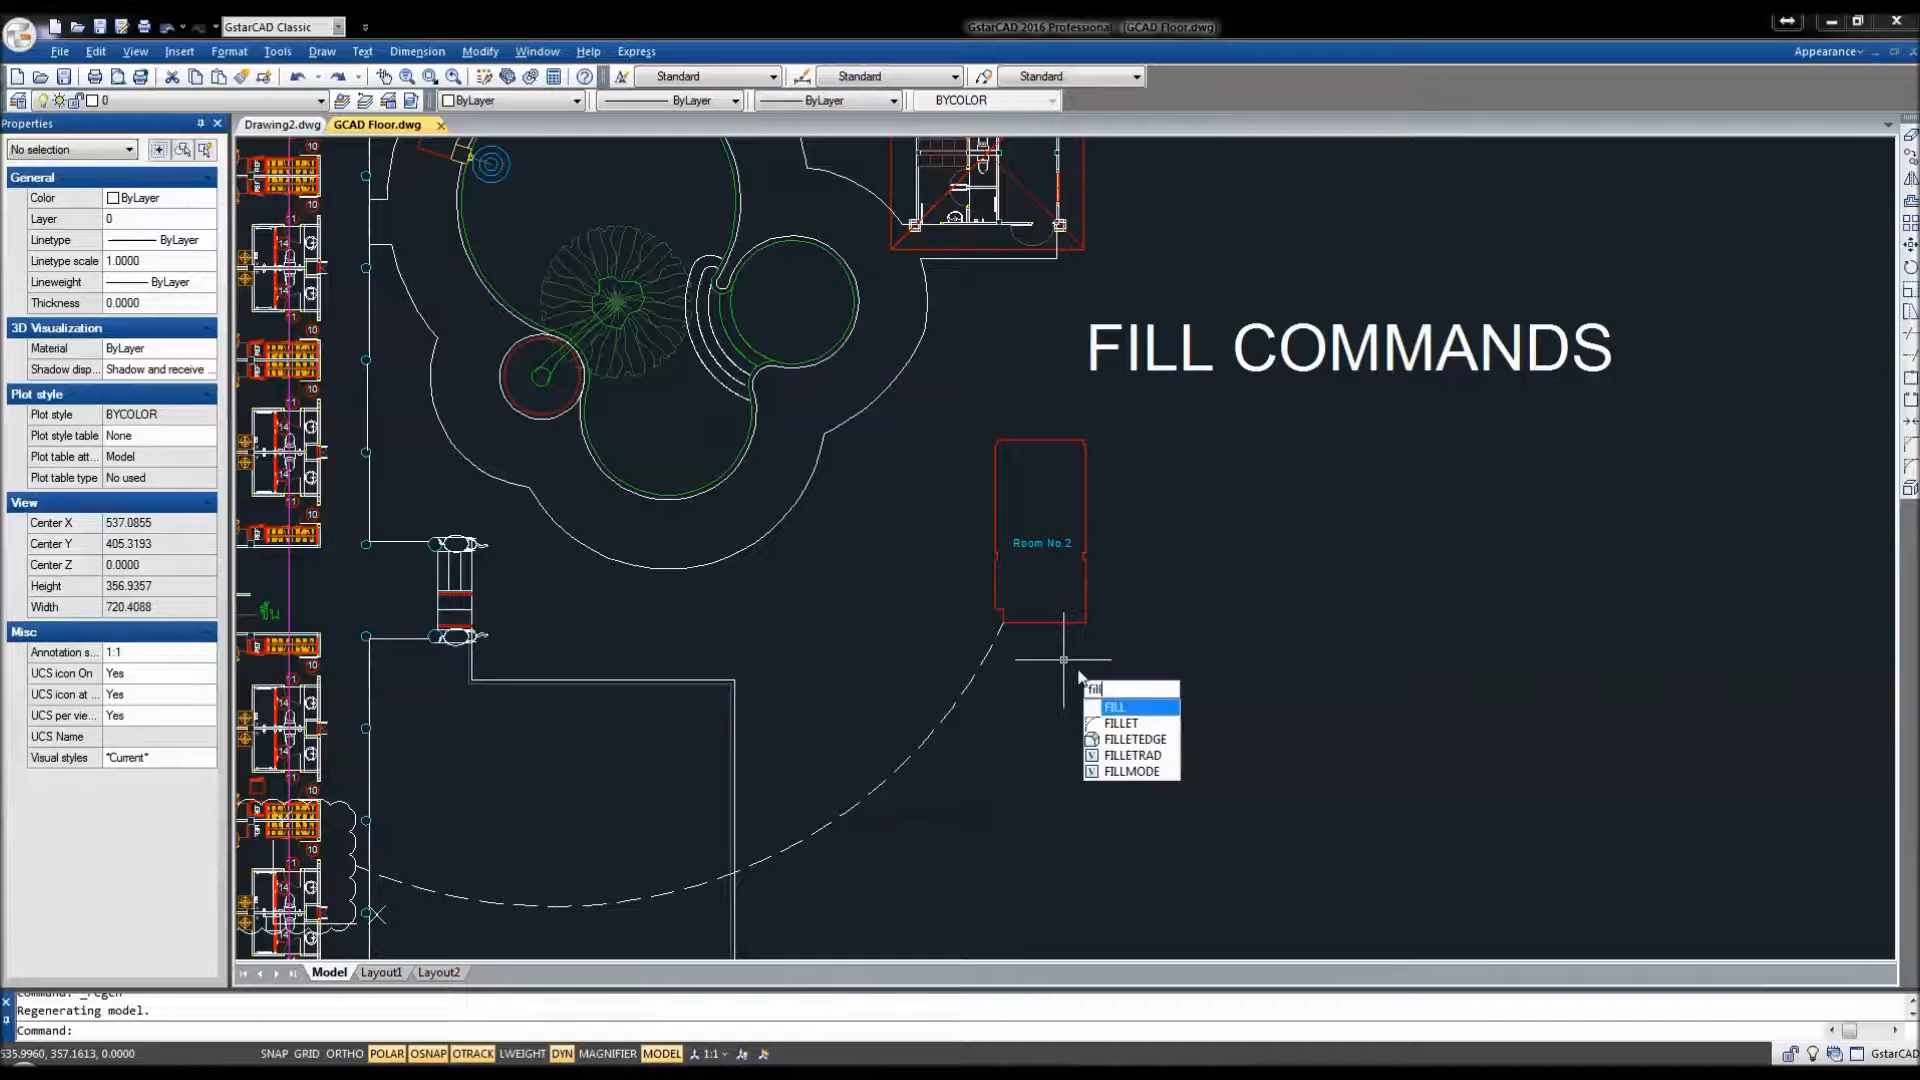 GstarCAD Classic
GstarCAD 2016 Professional - [GCAD Floor.dwg]
File Edit View Insert Format Tools Draw Text Dimension Modify Window Help Express
Appearance
Standard Standard Standard
0 ByLayer ByLayer ByLayer BYCOLOR
Properties
Drawing2.dwg GCAD Floor.dwg
No selection
General
Color ByLayer
Layer 0
Linetype ByLayer
Linetype scale 1.0000
Lineweight ByLayer
Thickness 0.0000
3D Visualization
Material ByLayer
Shadow disp... Shadow and receive ...
Plot style
Plot style BYCOLOR
Plot style table None
Plot table att... Model
Plot table type No used
View
Center X 537.0855
Center Y 405.3193
Center Z 0.0000
Height 356.9357
Width 720.4088
Misc
Annotation s... 1:1
UCS icon On Yes
UCS icon at ... Yes
UCS per vie... Yes
UCS Name
Visual styles *Current*
FILL COMMANDS
Room No.2
fill
FILL
FILLET
FILLETEDGE
FILLETRAD
FILLMODE
Model Layout1 Layout2
Command: _regen
Regenerating model.
Command:
535.9960, 357.1613, 0.0000 SNAP GRID ORTHO POLAR OSNAP OTRACK LWEIGHT DYN MAGNIFIER MODEL 1:1 GstarCAD